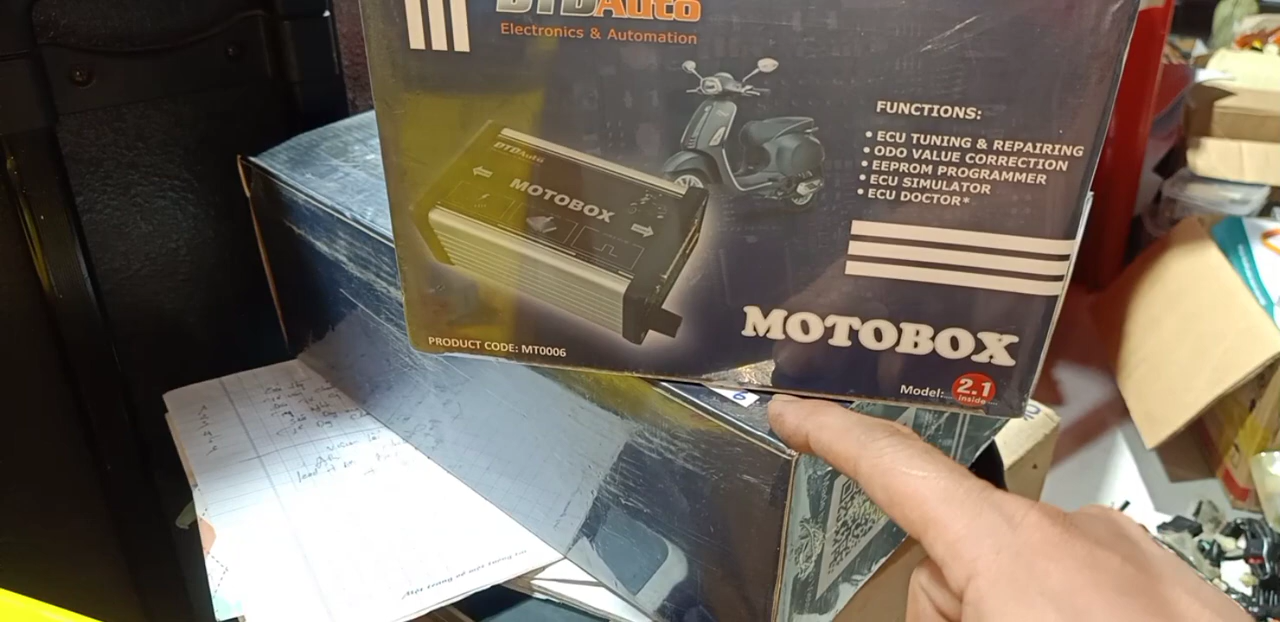 DTDAuto
Electronics & Automation
FUNCTIONS:
• ECU TUNING & REPAIRING
• ODO VALUE CORRECTION
• EEPROM PROGRAMMER
• ECU SIMULATOR
• ECU DOCTOR*
DTDAuto
MOTOBOX
MOTOBOX
PRODUCT CODE: MT0006
Model: 2.1
inside